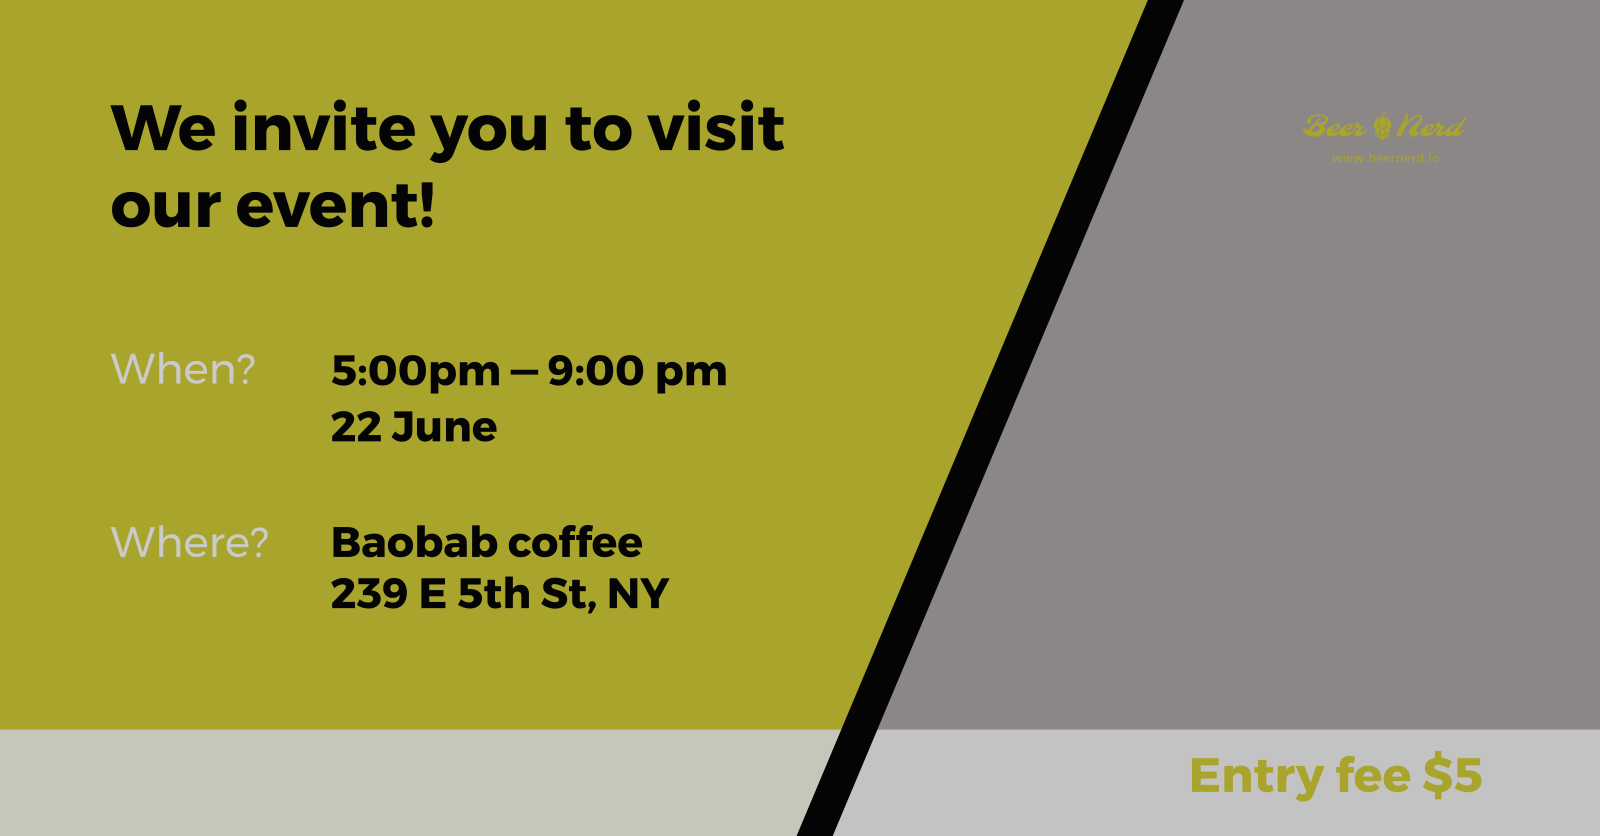 We invite you to visit
our event!
Beer Nerd
www.beernerd.io
When?
5:00pm — 9:00 pm
22 June
Where?
Baobab coffee
239 E 5th St, NY
Entry fee $5